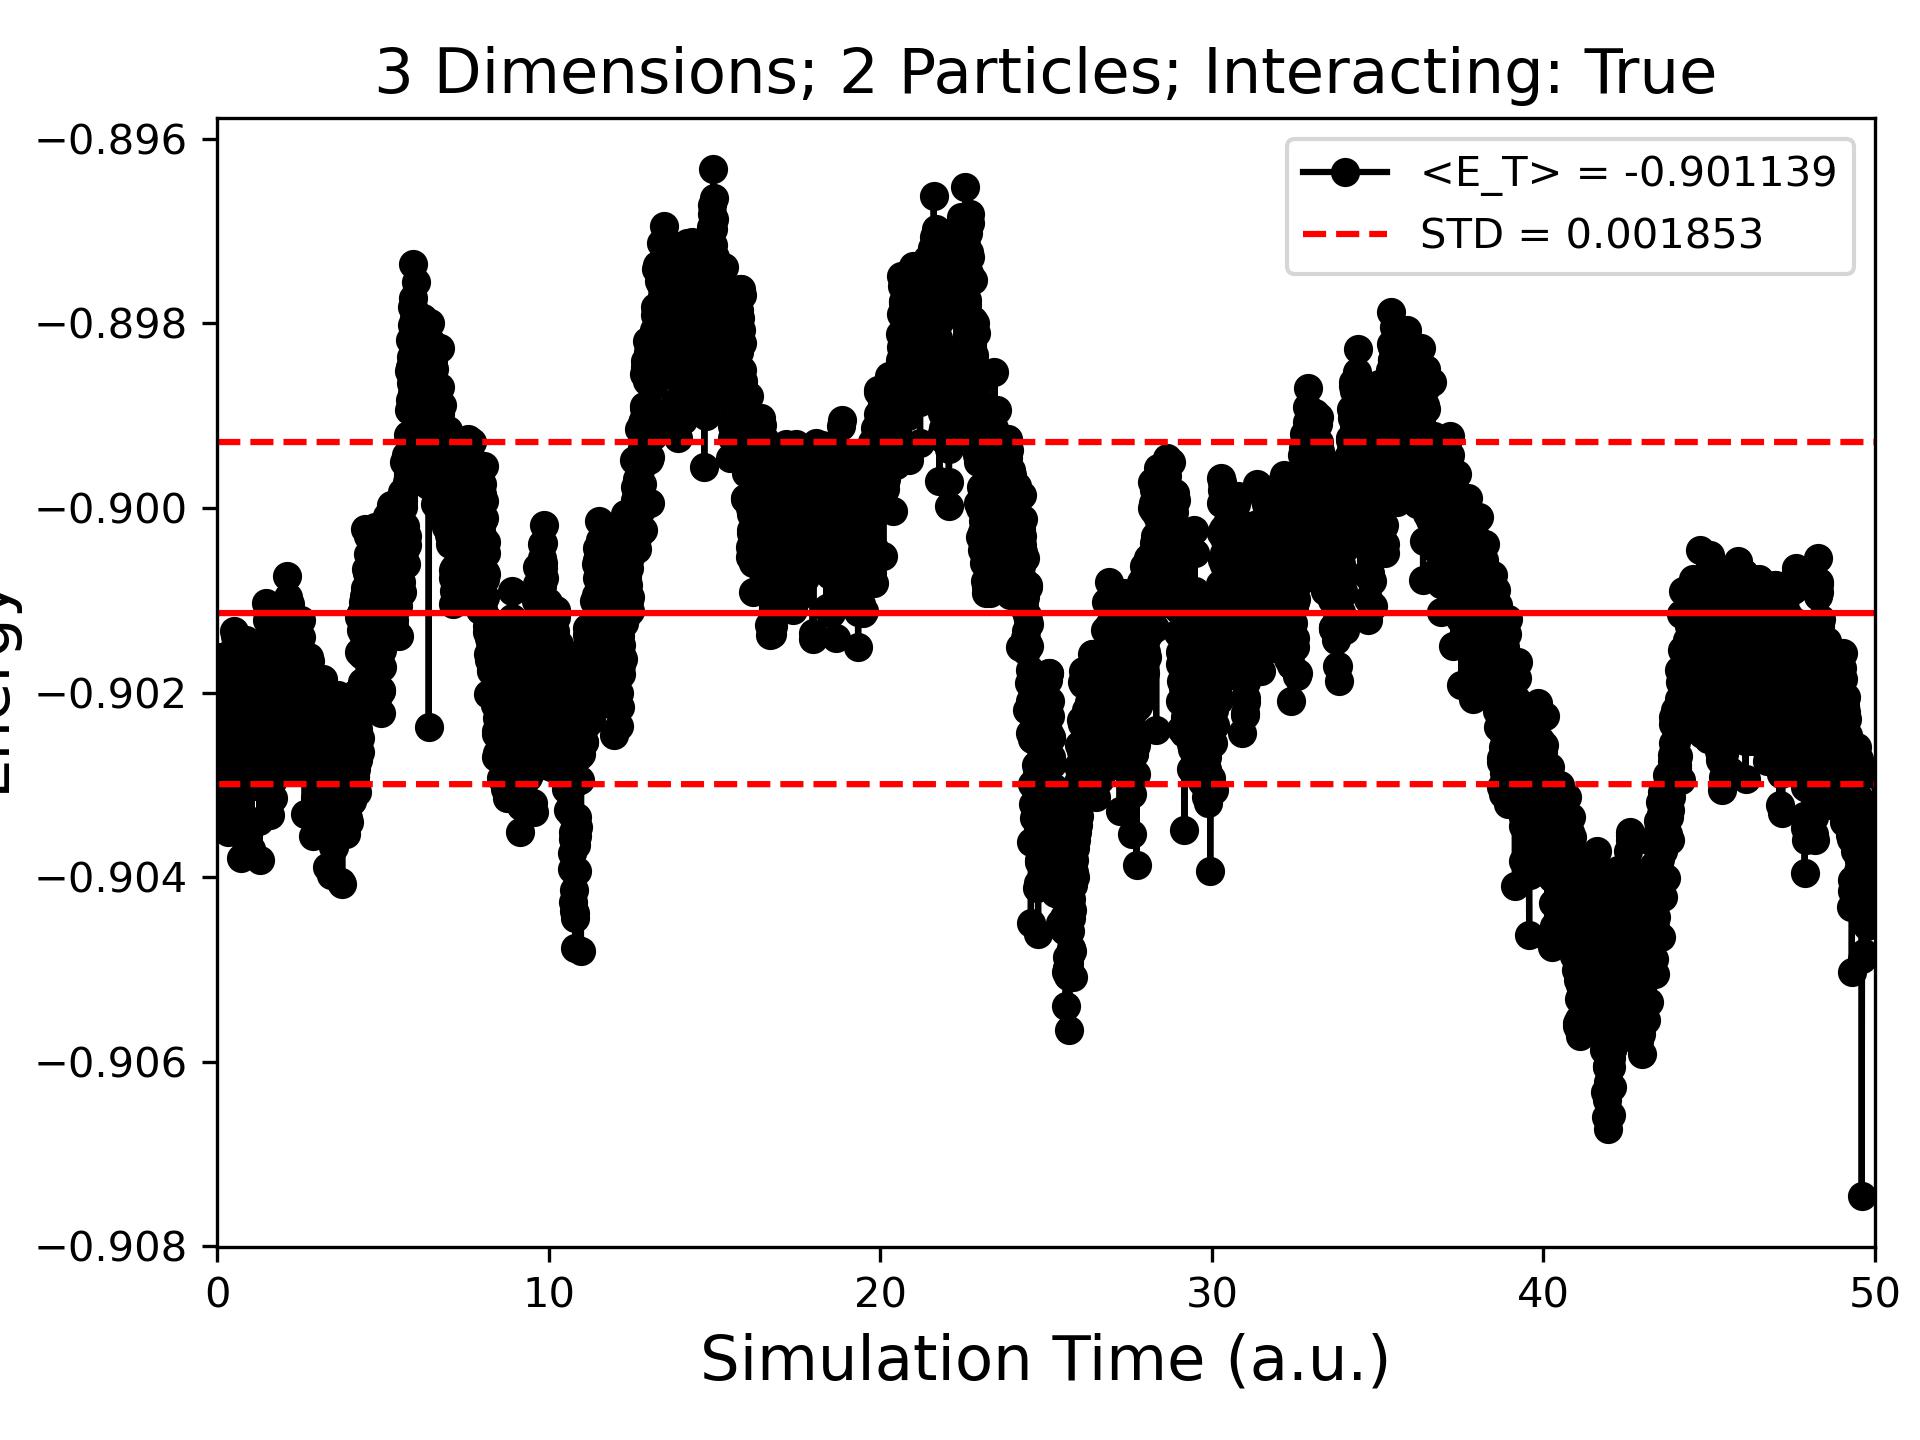 3 Dimensions; 2 Particles; Interacting: True
<E_T> = -0.901139
STD = 0.001853
−0.896
−0.898
−0.900
−0.902
−0.904
−0.906
−0.908
Energy
0 10 20 30 40 50
Simulation Time (a.u.)